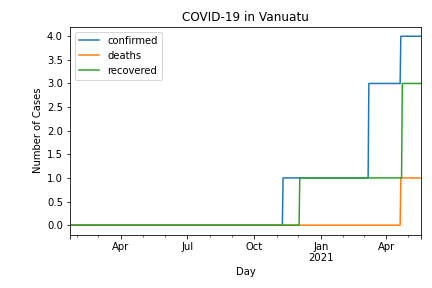 COVID-19 in Vanuatu
confirmed
deaths
recovered
Number of Cases
4.0
3.5
3.0
2.5
2.0
1.5
1.0
0.5
0.0
Apr
Jul
Oct
Jan
2021
Apr
Day